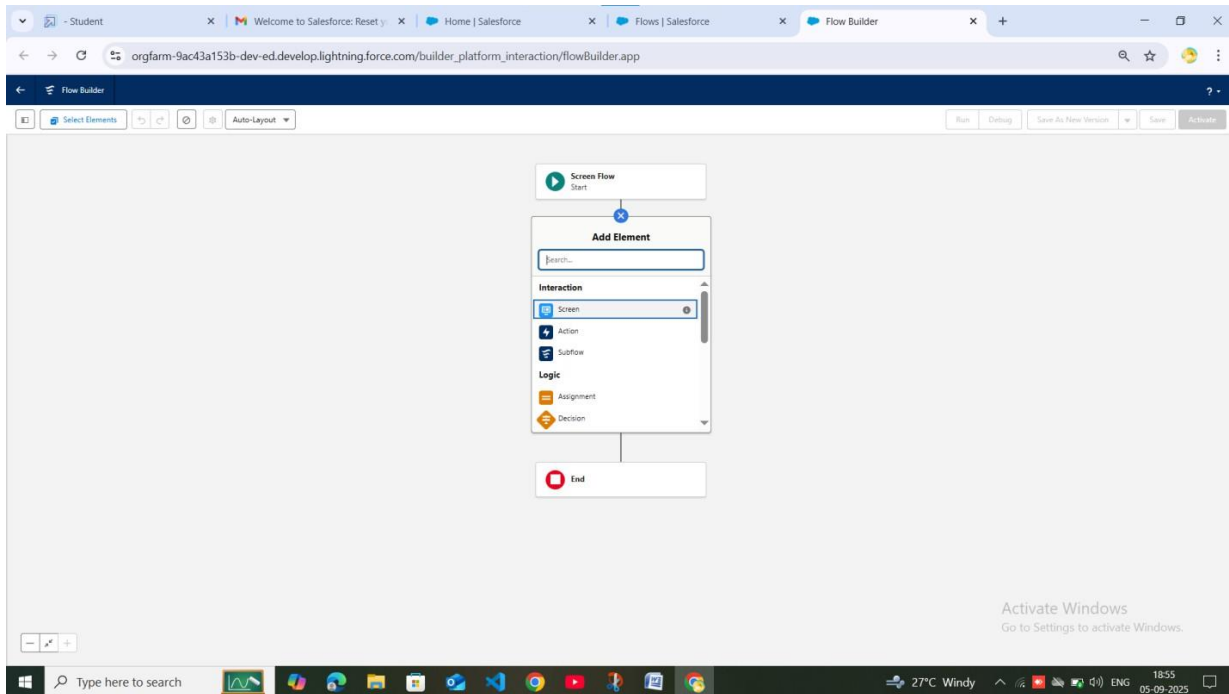 - Student
Welcome to Salesforce: Reset y
Home | Salesforce
Flows | Salesforce
Flow Builder
orgfarm-9ac43a153b-dev-ed.develop.lightning.force.com/builder_platform_interaction/flowBuilder.app
Flow Builder
?
Select Elements
Auto-Layout
Run
Debug
Save As New Version
Save
Activate
Screen Flow
Start
Add Element
Search...
Interaction
Screen
Action
Subflow
Logic
Assignment
Decision
End
Activate Windows
Go to Settings to activate Windows.
Type here to search
27°C Windy
ENG
18:55
05-09-2025